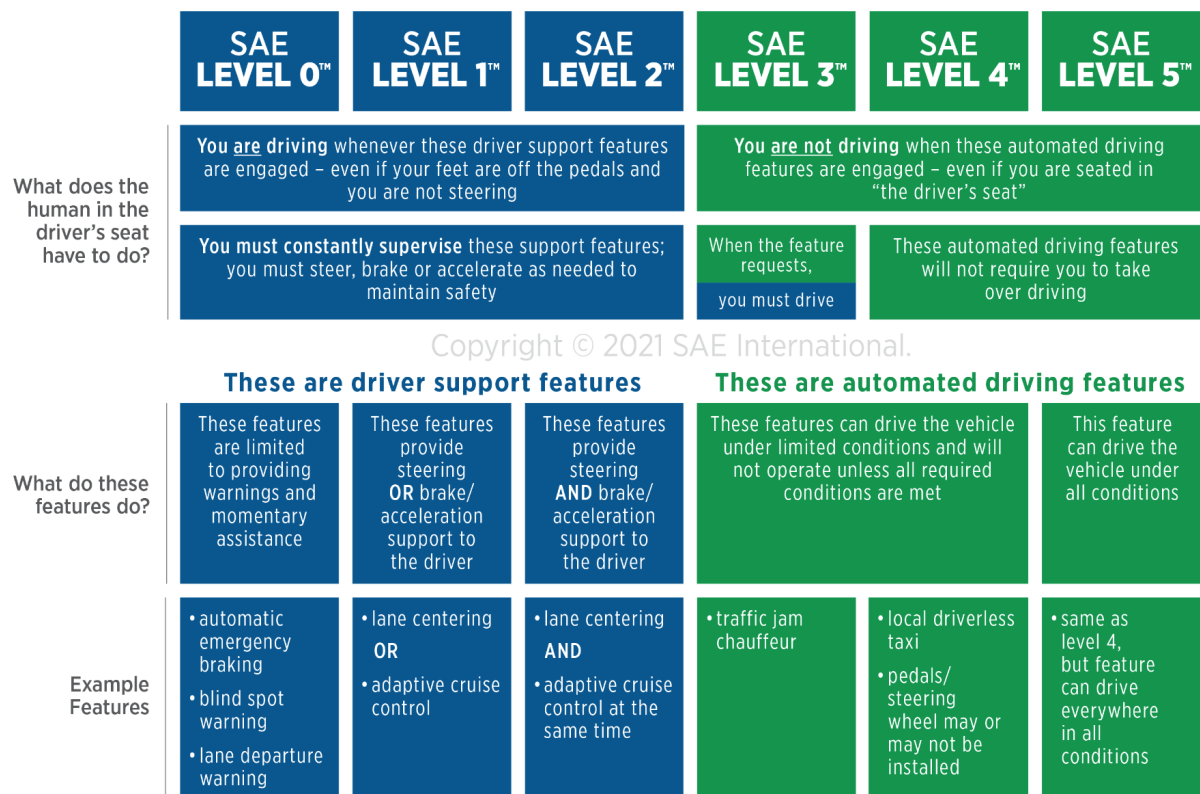 SAE
LEVEL 0™
SAE
LEVEL 1™
SAE
LEVEL 2™
SAE
LEVEL 3™
SAE
LEVEL 4™
SAE
LEVEL 5™
What does the
human in the
driver's seat
have to do?
You are driving whenever these driver support features
are engaged – even if your feet are off the pedals and
you are not steering
You are not driving when these automated driving
features are engaged – even if you are seated in
“the driver's seat”
You must constantly supervise these support features;
you must steer, brake or accelerate as needed to
maintain safety
When the feature
requests,
you must drive
These automated driving features
will not require you to take
over driving
Copyright © 2021 SAE International.
These are driver support features
These are automated driving features
What do these
features do?
These features
are limited
to providing
warnings and
momentary
assistance
These features
provide
steering
OR brake/
acceleration
support to
the driver
These features
provide
steering
AND brake/
acceleration
support to
the driver
These features can drive the vehicle
under limited conditions and will
not operate unless all required
conditions are met
This feature
can drive the
vehicle under
all conditions
Example
Features
• automatic
emergency
braking
• blind spot
warning
• lane departure
warning
• lane centering
OR
• adaptive cruise
control
• lane centering
AND
• adaptive cruise
control at the
same time
• traffic jam
chauffeur
• local driverless
taxi
• pedals/
steering
wheel may or
may not be
installed
• same as
level 4,
but feature
can drive
everywhere
in all
conditions